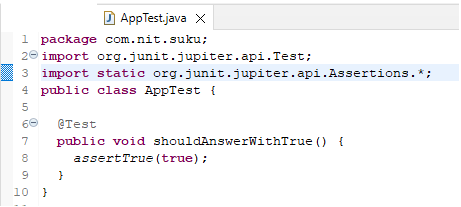 AppTest.java
1 package com.nit.suku;
2 import org.junit.jupiter.api.Test;
3 import static org.junit.jupiter.api.Assertions.*;
4 public class AppTest {
5
6 @Test
7 public void shouldAnswerWithTrue() {
8 assertTrue(true);
9 }
10 }